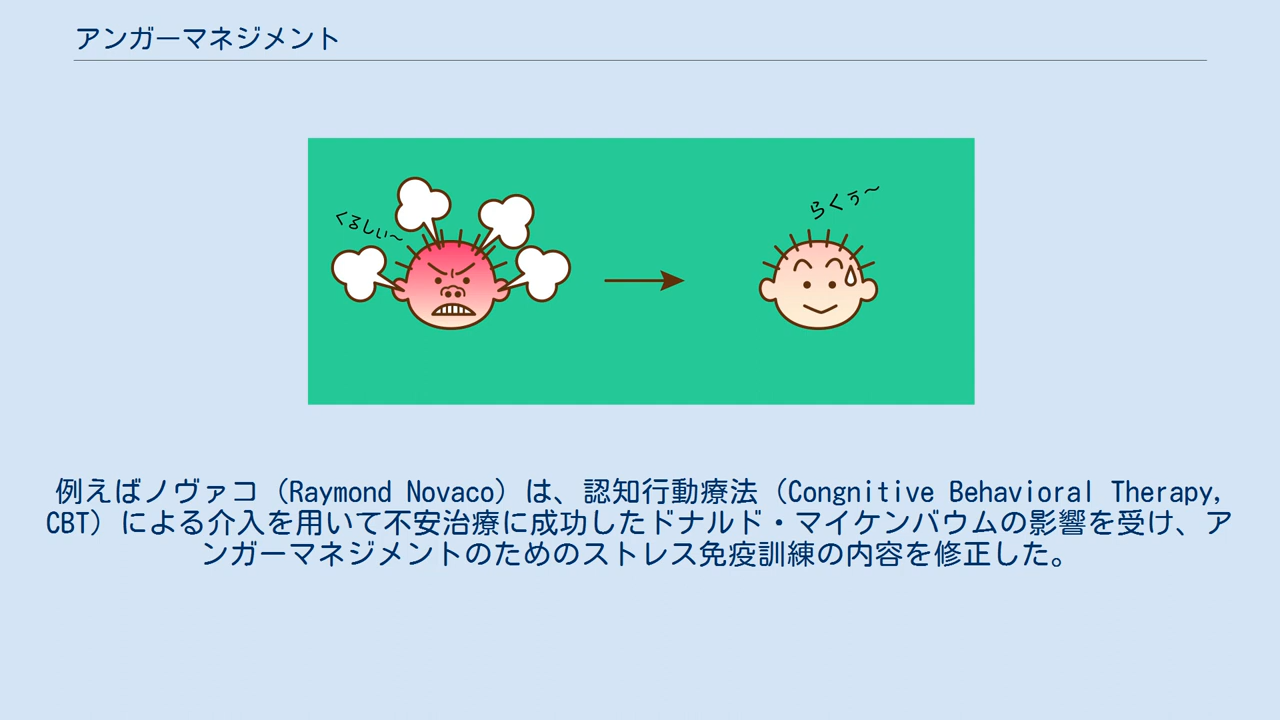 アンガーマネジメント
くるしぃ〜
らくぅ〜
例えばノヴァコ（Raymond Novaco）は、認知行動療法（Congnitive Behavioral Therapy,
CBT）による介入を用いて不安治療に成功したドナルド・マイケンバウムの影響を受け、ア
ンガーマネジメントのためのストレス免疫訓練の内容を修正した。